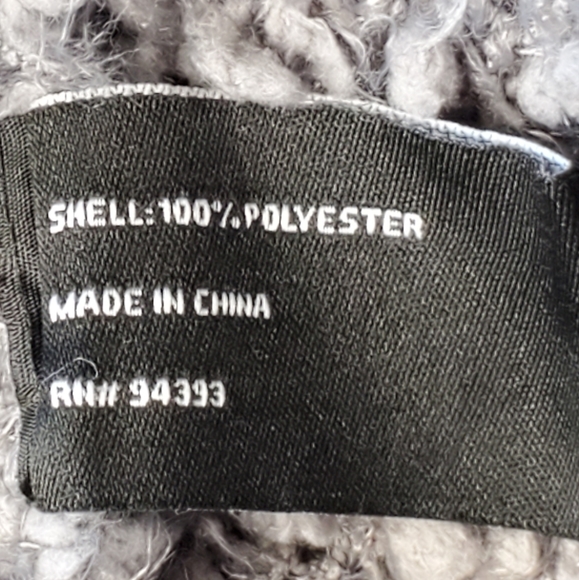 SHELL:100%POLYESTER
MADE IN CHINA
RN# 94393